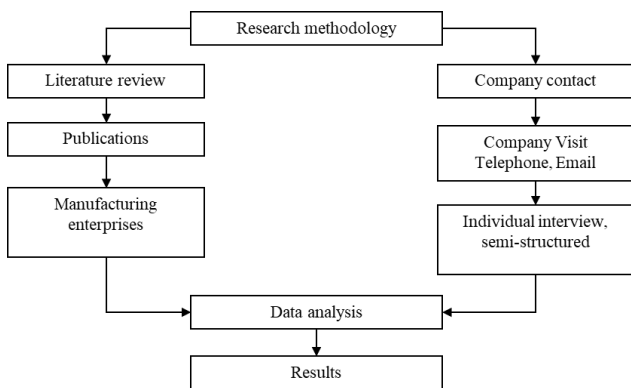 Research methodology
Literature review
Publications
Manufacturing
enterprises
Company contact
Company Visit
Telephone, Email
Individual interview,
semi-structured
Data analysis
Results